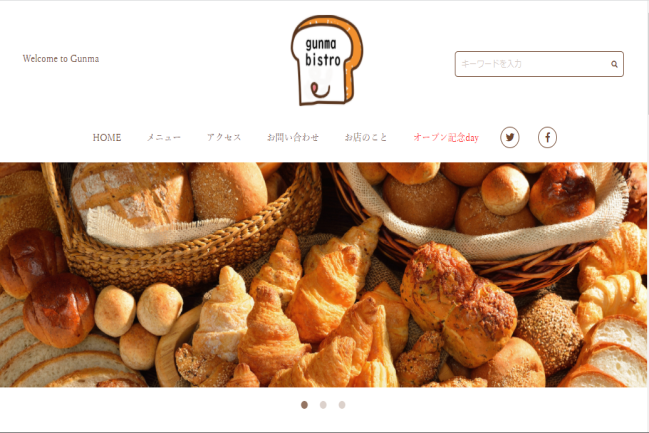 Welcome to Gunma
gunma
bistro
キーワードを入力
HOME メニュー アクセス お問い合わせ お店のこと オープン記念day